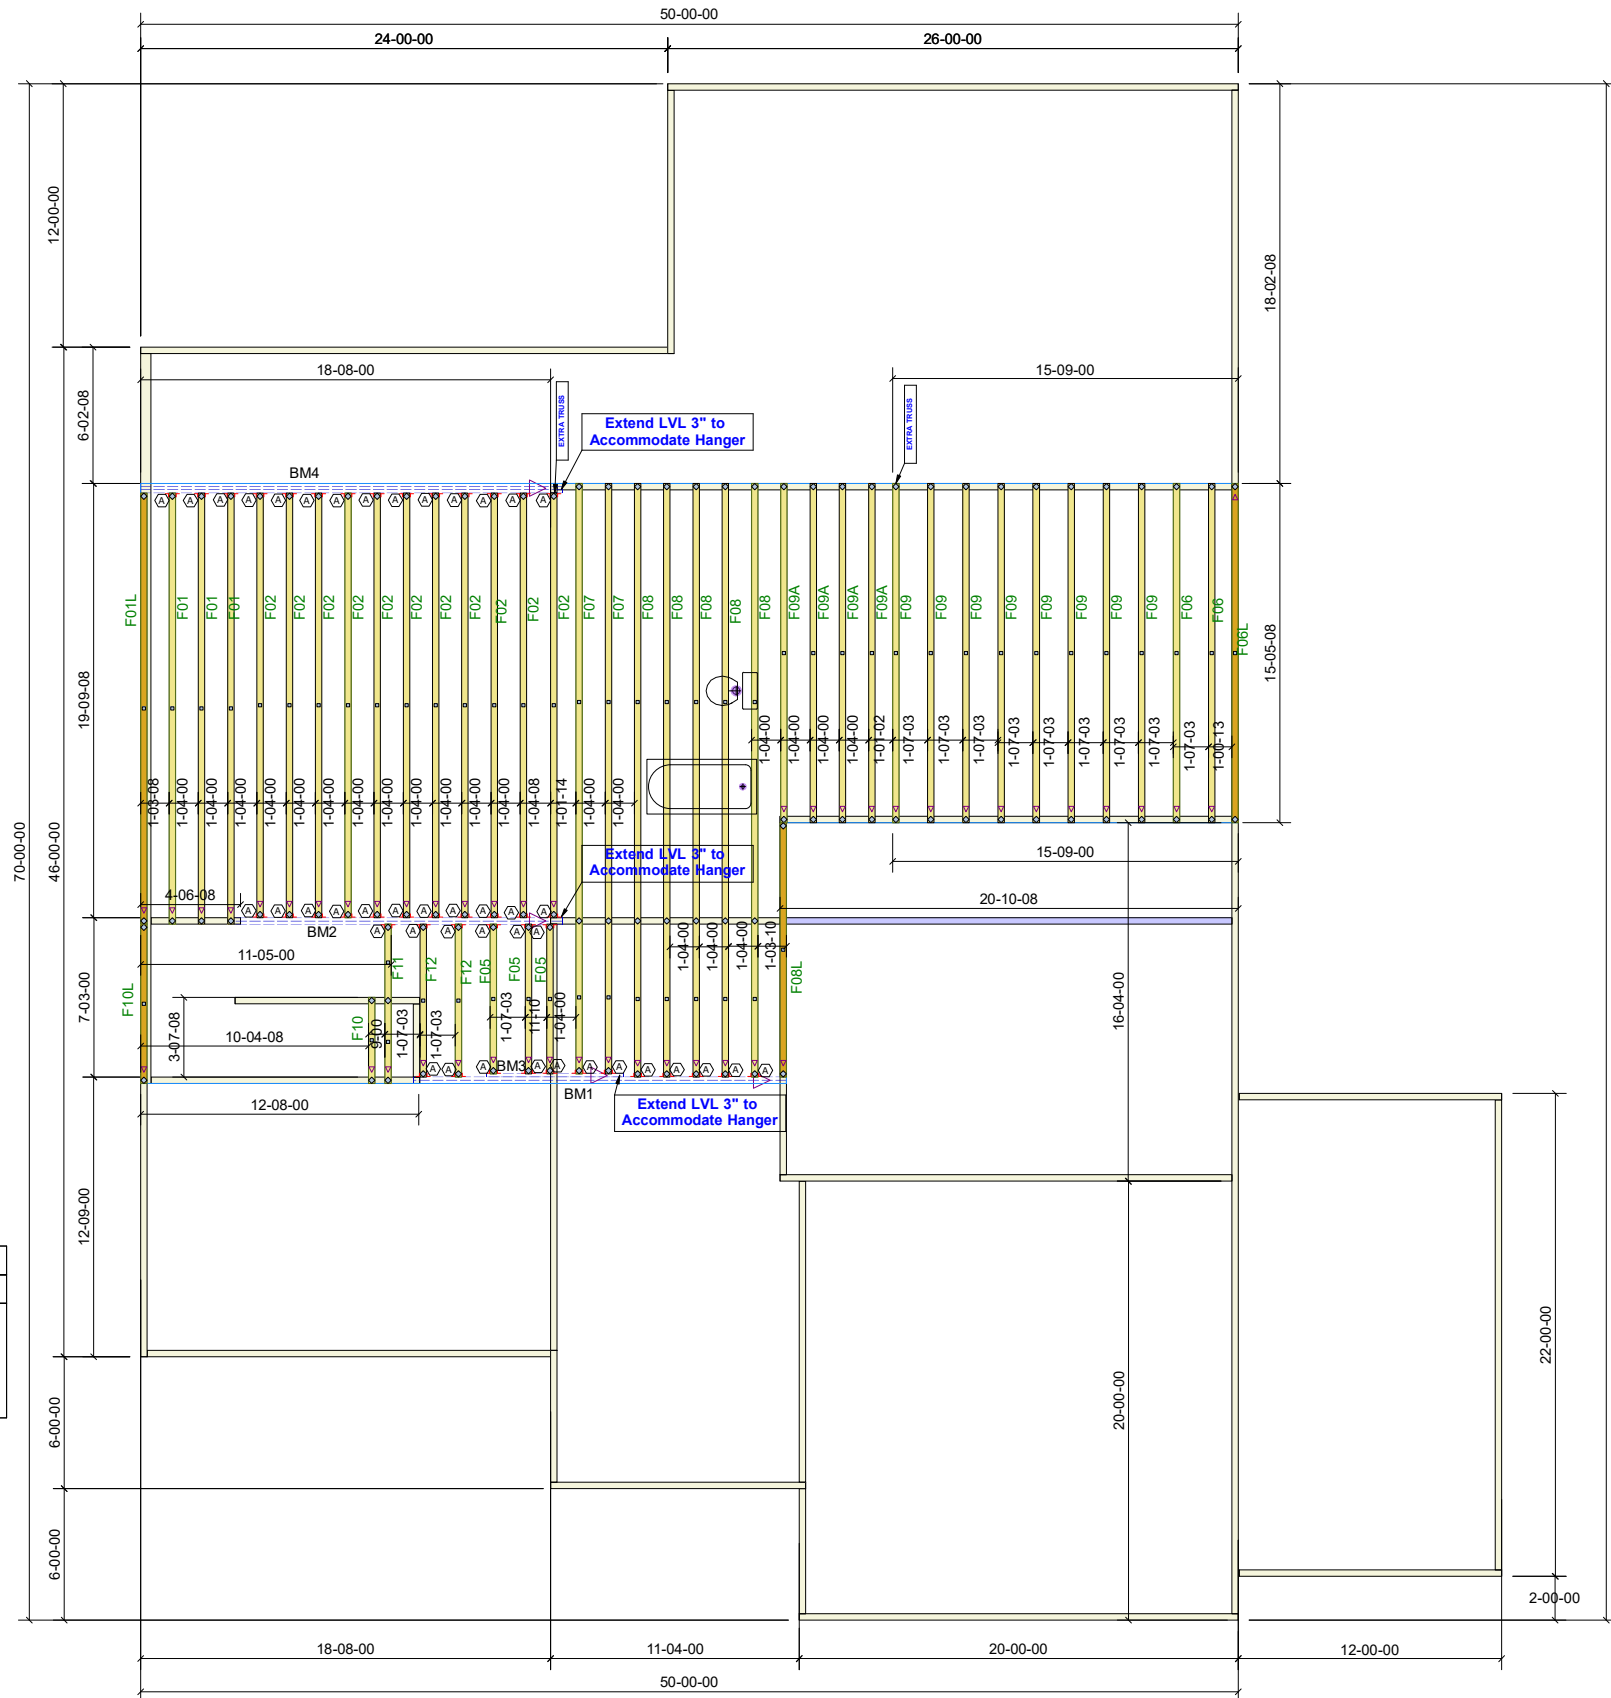 50-00-00
24-00-00
26-00-00
12-00-00
18-02-08
18-08-00
15-09-00
6-02-08
EXTRA TRUSS
EXTRA TRUSS
Extend LVL 3" to
Accommodate Hanger
BM4
F01L
F01
F01
F01
F02
F02
F02
F02
F02
F02
F02
F02
F02
F02
F02
F07
F07
F08
F08
F08
F08
F08
F09A
F09A
F09A
F09A
F09
F09
F09
F09
F09
F09
F09
F09
F06
F06
F06L
15-05-08
19-09-08
1-04-00
1-04-00
1-04-00
1-04-00
1-01-02
1-07-03
1-07-03
1-07-03
1-07-03
1-07-03
1-07-03
1-07-03
1-07-03
1-07-03
1-00-13
1-03-08
1-04-00
1-04-00
1-04-00
1-04-00
1-04-00
1-04-00
1-04-00
1-04-00
1-04-00
1-04-00
1-04-00
1-04-00
1-04-08
1-01-14
1-04-00
1-04-00
70-00-00
46-00-00
Extend LVL 3" to
Accommodate Hanger
15-09-00
4-06-08
20-10-08
A A A A A A A A A A A A A A
A A A A A A A A A A A
BM2
A A A A A A A
11-05-00
1-04-00
1-04-00
1-04-00
1-03-10
F11
F12
F12
F05
F05
F05
F08L
7-03-00
F10L
16-04-00
3-07-08
10-04-08
F10
9-00
1-07-03
1-07-03
1-07-03
11-10
1-04-00
BM3
A A A A A A A A A A A
BM1
12-08-00
Extend LVL 3" to
Accommodate Hanger
12-09-00
22-00-00
20-00-00
6-00-00
6-00-00
2-00-00
18-08-00
11-04-00
20-00-00
12-00-00
50-00-00